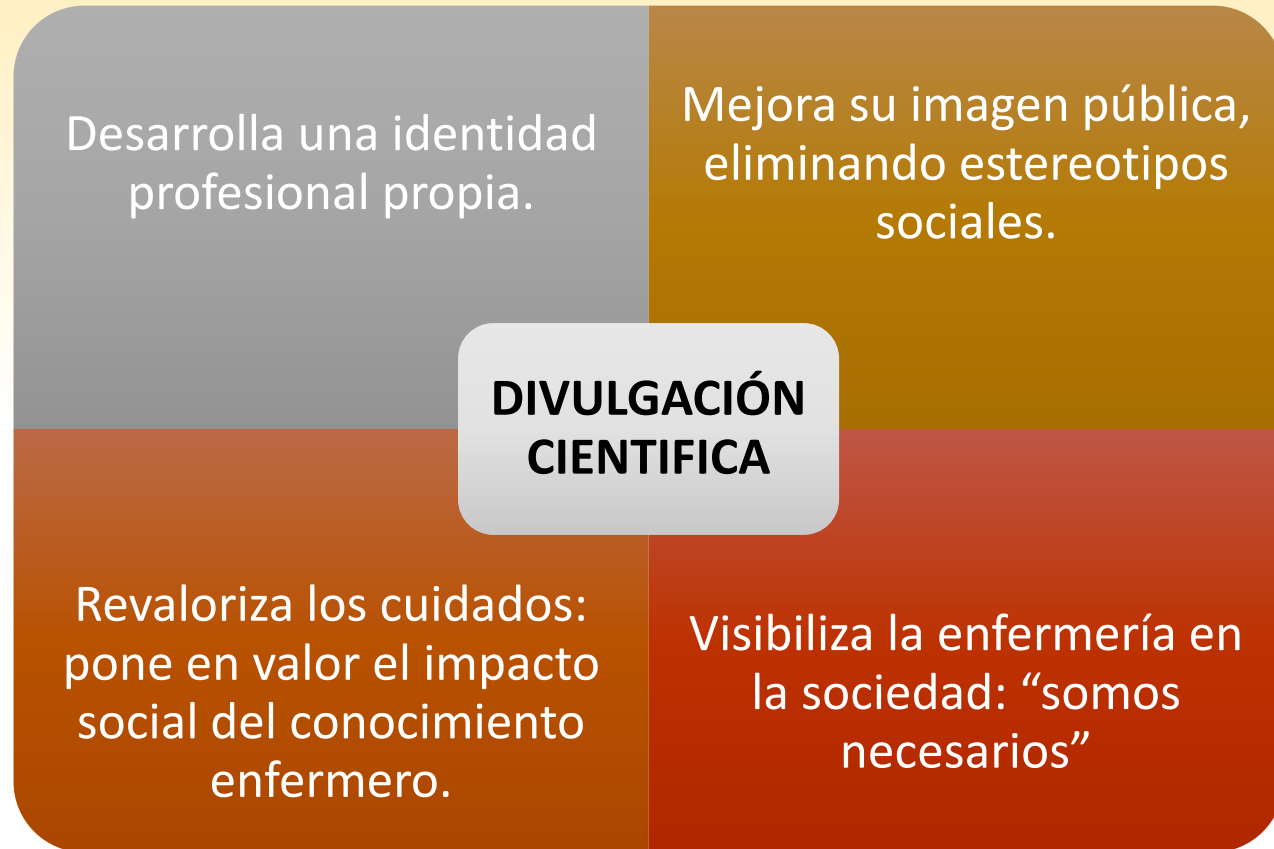 Desarrolla una identidad
profesional propia.
Mejora su imagen pública,
eliminando estereotipos
sociales.
DIVULGACIÓN
CIENTIFICA
Revaloriza los cuidados:
pone en valor el impacto
social del conocimiento
enfermero.
Visibiliza la enfermería en
la sociedad: “somos
necesarios”